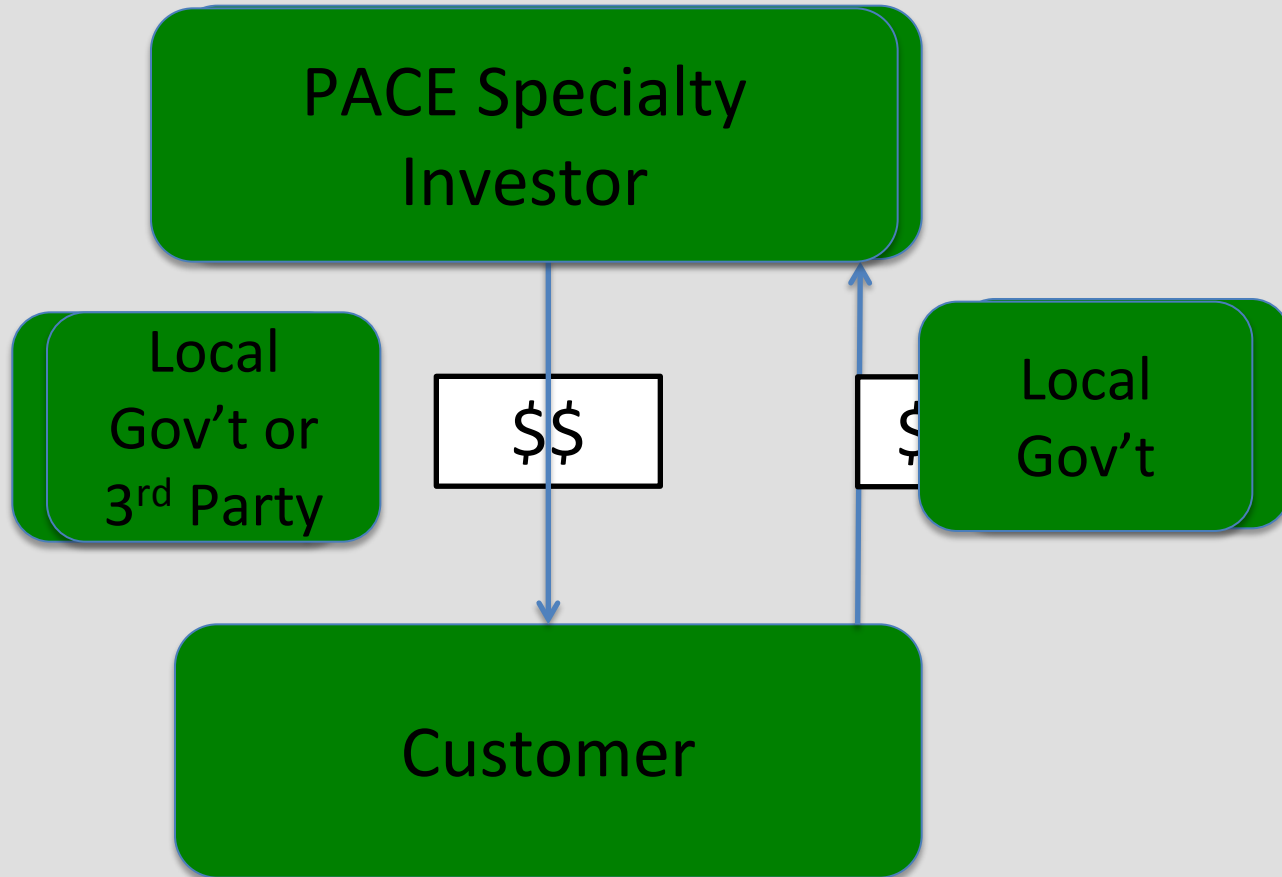 PACE Specialty
Investor
Local
Gov’t or
3rd Party
$$
$
Local
Gov’t
Customer